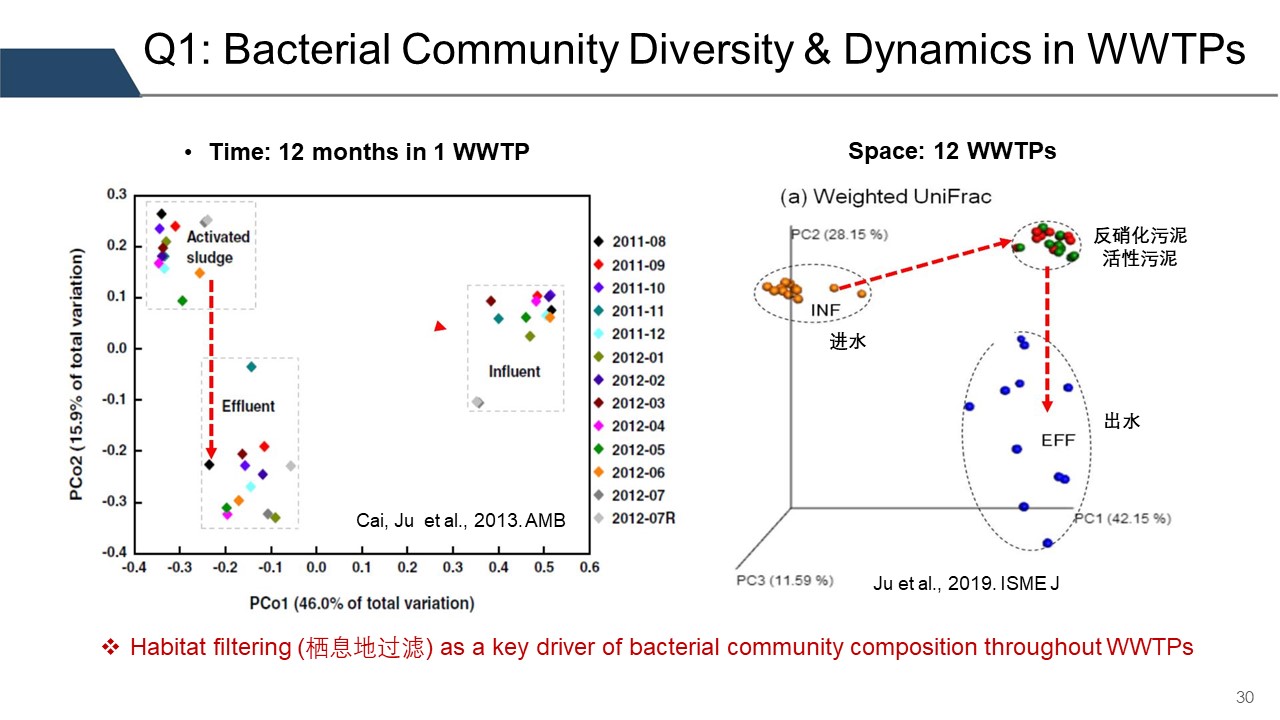 Q1: Bacterial Community Diversity & Dynamics in WWTPs
• Time: 12 months in 1 WWTP
Space: 12 WWTPs
PCo2 (15.9% of total variation)
0.3
0.2
0.1
0.0
-0.1
-0.2
-0.3
-0.4
-0.4 -0.3 -0.2 -0.1 0.0 0.1 0.2 0.3 0.4 0.5 0.6
PCo1 (46.0% of total variation)
Activated
sludge
Effluent
Influent
Cai, Ju et al., 2013. AMB
2011-08
2011-09
2011-10
2011-11
2011-12
2012-01
2012-02
2012-03
2012-04
2012-05
2012-06
2012-07
2012-07R
(a) Weighted UniFrac
PC2 (28.15 %)
反硝化污泥
活性污泥
INF
进水
出水
EFF
PC1 (42.15 %)
PC3 (11.59 %)
Ju et al., 2019. ISME J
❖ Habitat filtering (栖息地过滤) as a key driver of bacterial community composition throughout WWTPs
30